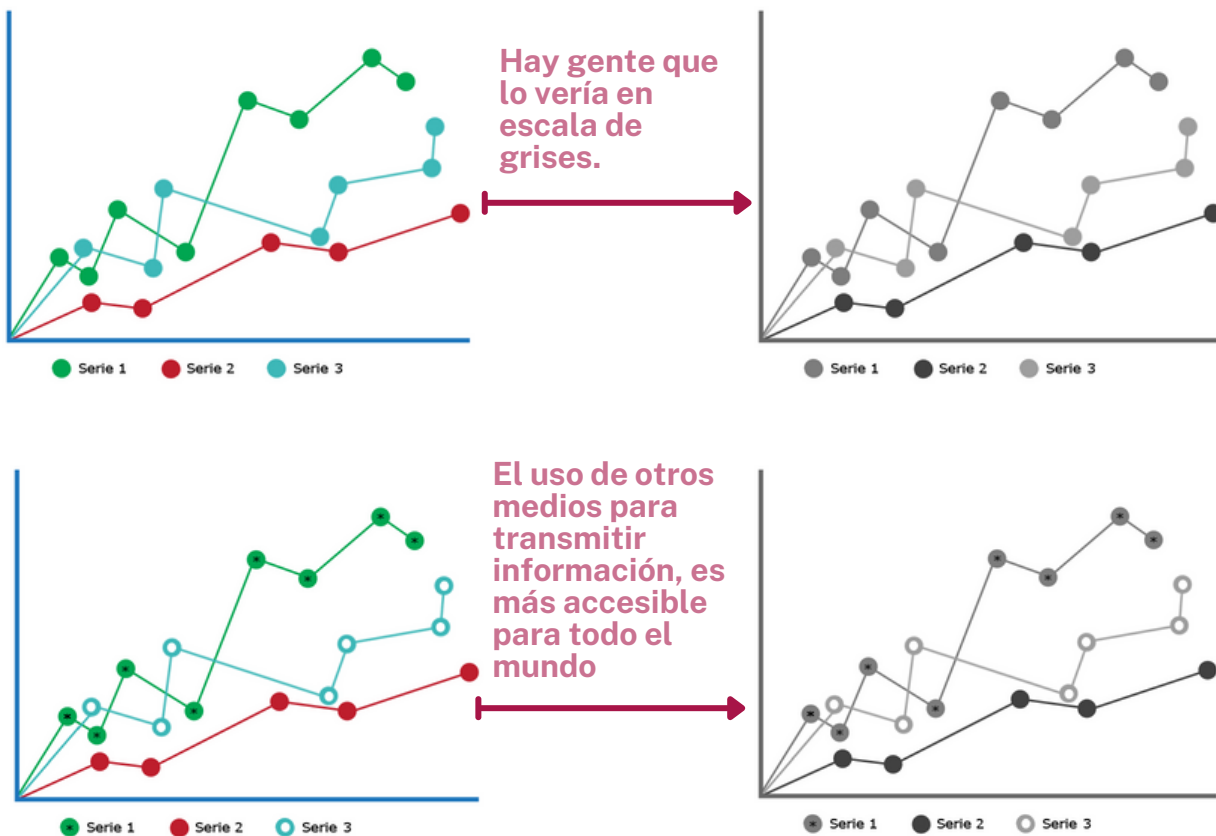 Hay gente que
lo vería en
escala de
grises.
Serie 1 Serie 2 Serie 3
Serie 1 Serie 2 Serie 3
El uso de otros
medios para
transmitir
información, es
más accesible
para todo el
mundo
Serie 1 Serie 2 Serie 3
Serie 1 Serie 2 Serie 3